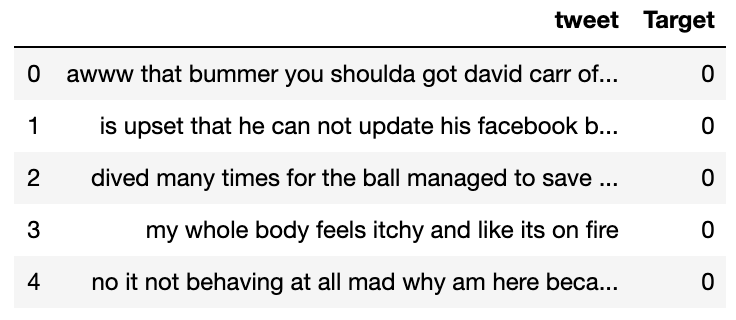 tweet Target
0 awww that bummer you shoulda got david carr of... 0
1 is upset that he can not update his facebook b... 0
2 dived many times for the ball managed to save ... 0
3 my whole body feels itchy and like its on fire 0
4 no it not behaving at all mad why am here beca... 0